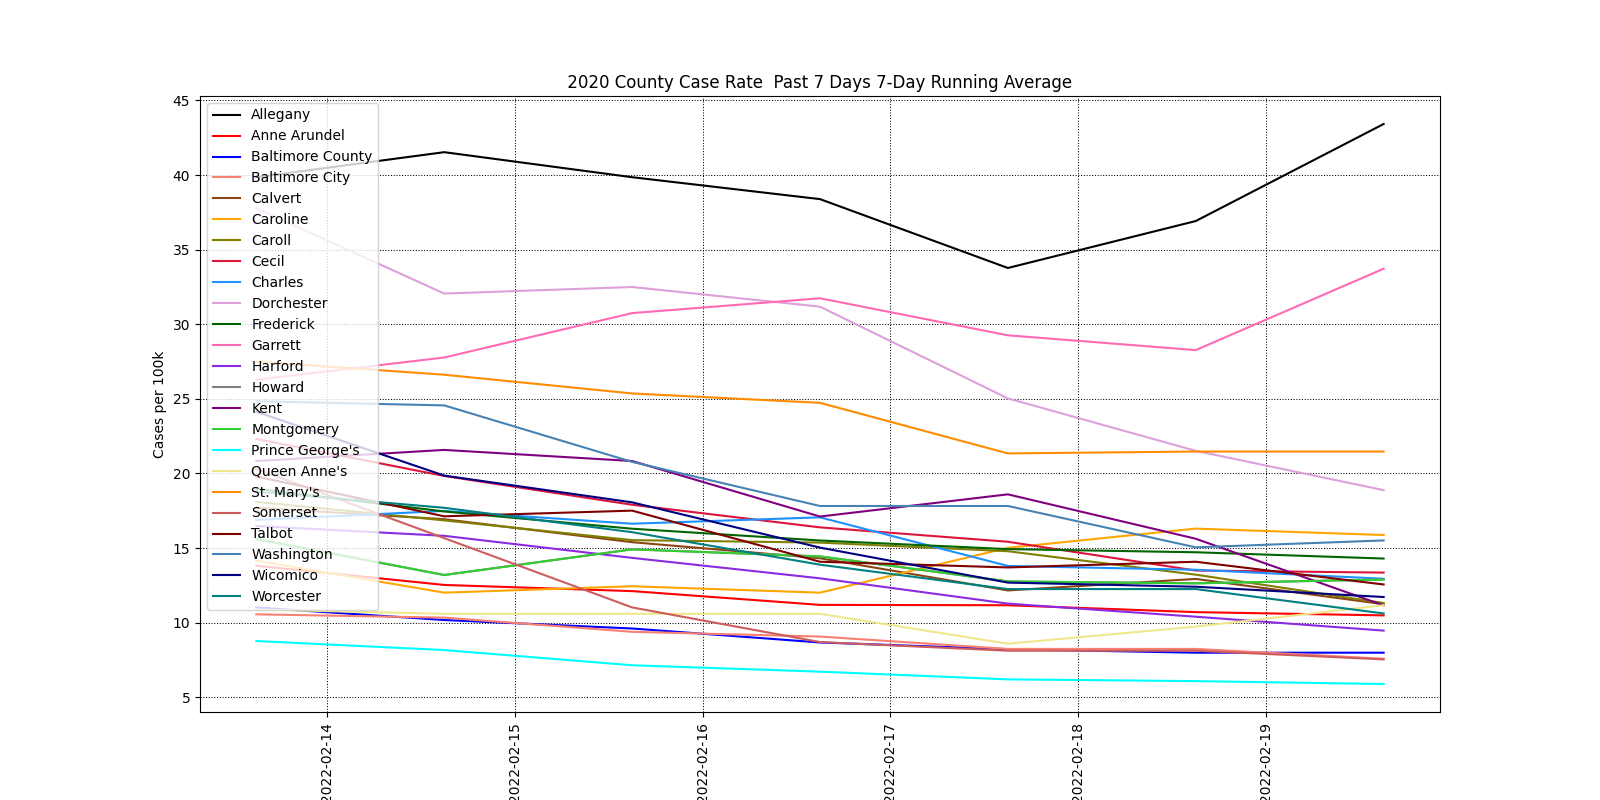 2020 County Case Rate  Past 7 Days 7-Day Running Average
45
40
35
30
25
20
15
10
5
Cases per 100k
Allegany
Anne Arundel
Baltimore County
Baltimore City
Calvert
Caroline
Caroll
Cecil
Charles
Dorchester
Frederick
Garrett
Harford
Howard
Kent
Montgomery
Prince George's
Queen Anne's
St. Mary's
Somerset
Talbot
Washington
Wicomico
Worcester
2022-02-14
2022-02-15
2022-02-16
2022-02-17
2022-02-18
2022-02-19